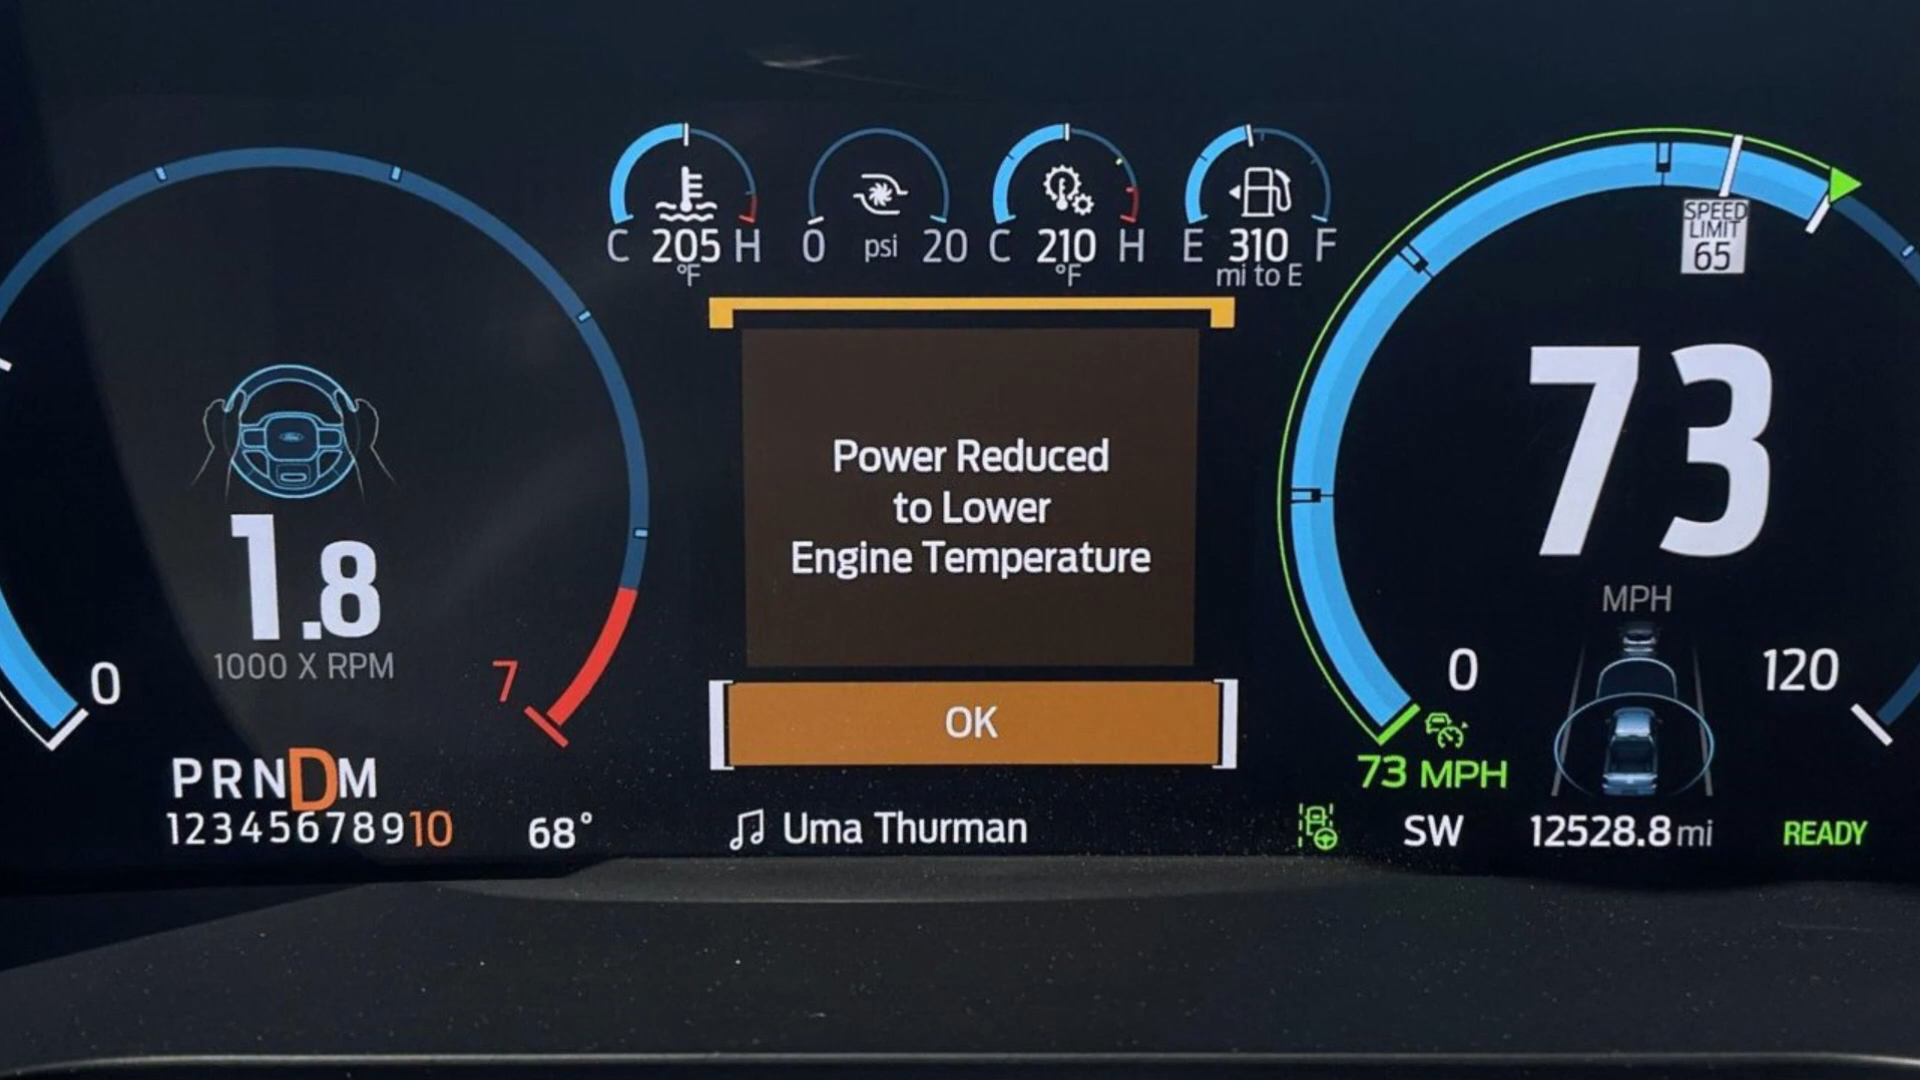 C 205 H 0 psi 20 C 210 H E 310 F
°F °F mi to E
SPEED
LIMIT
65
Power Reduced
to Lower
Engine Temperature
OK
1.8
1000 X RPM
0
7
73
MPH
0
120
PRNDM
12345678910
68°
Uma Thurman
73 MPH
SW
12528.8 mi
READY